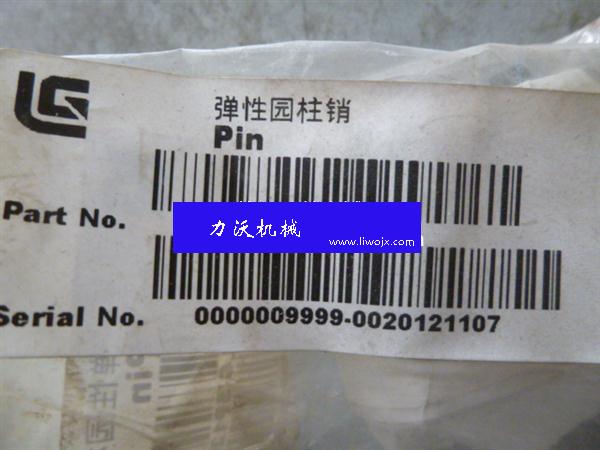 LG
弹性园柱销
Pin
Part No.
力沃机械
www.liwojx.com
Serial No.
0000009999-0020121107